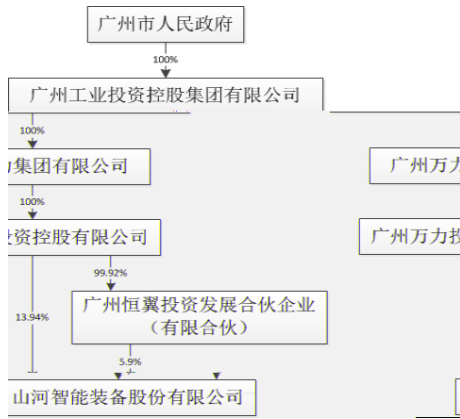 广州市人民政府
100%
广州工业投资控股集团有限公司
100%
力集团有限公司
广州万力
100%
投资控股有限公司
广州万力投
99.92%
13.94%
广州恒翼投资发展合伙企业
（有限合伙）
5.9%
山河智能装备股份有限公司